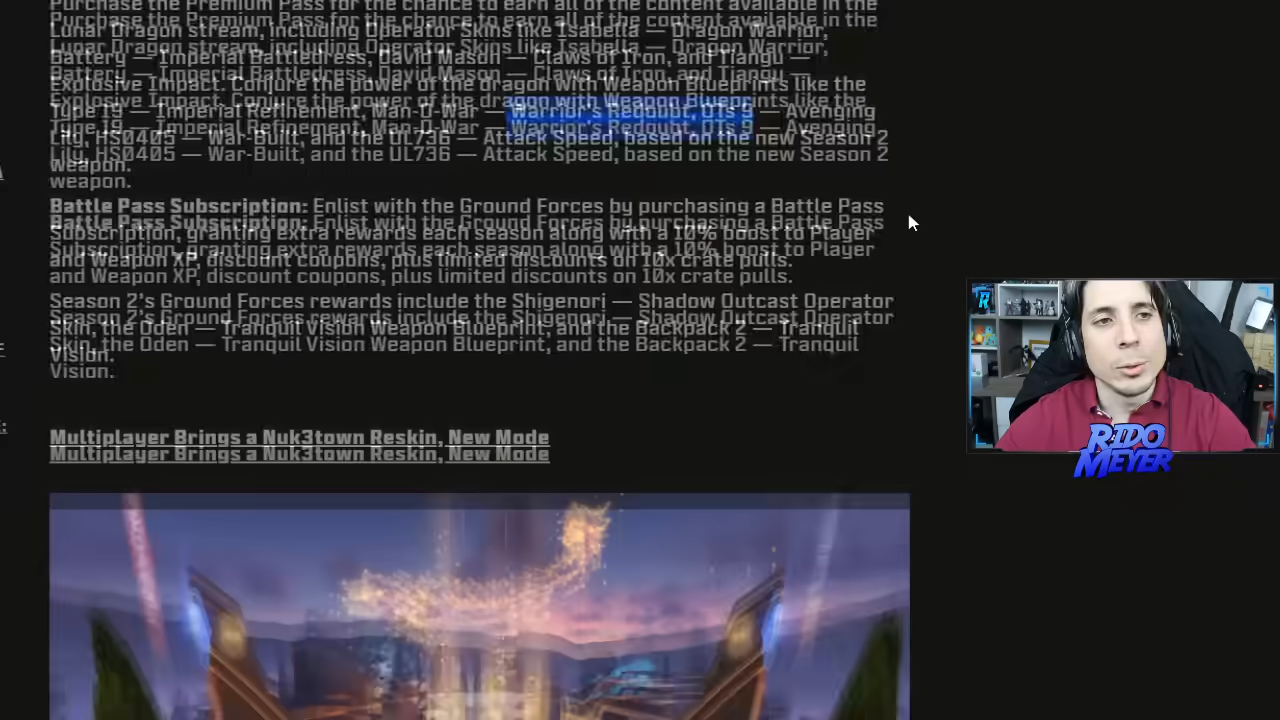 Purchase the Premium Pass for the chance to earn all of the content available in the
Lunar Dragon stream, including Operator Skins like Isabella — Dragon Warrior,
Battery — Imperial Battledress, David Mason — Claws of Iron, and Tiangu —
Explosive Impact. Conjure the power of the dragon with Weapon Blueprints like the
Type 19 — Imperial Refinement, Man-O-War — Warrior's Redoubt, DTs 9 — Avenging
Lily, HS0405 — War-Built, and the UL736 — Attack Speed, based on the new Season 2
weapon.
Battle Pass Subscription: Enlist with the Ground Forces by purchasing a Battle Pass
Subscription, granting extra rewards each season along with a 10% boost to Player
and Weapon XP, discount coupons, plus limited discounts on 10x crate pulls.
Season 2's Ground Forces rewards include the Shigenori — Shadow Outcast Operator
Skin, the Oden — Tranquil Vision Weapon Blueprint, and the Backpack 2 — Tranquil
Vision.
Multiplayer Brings a Nuk3town Reskin, New Mode
RIDO
MEYER